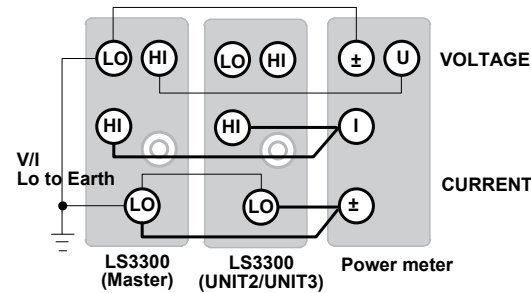 LO HI LO HI ± U VOLTAGE
HI HI I
V/I
Lo to Earth
CURRENT
LO LO ±
LS3300
(Master)
LS3300
(UNIT2/UNIT3)
Power meter